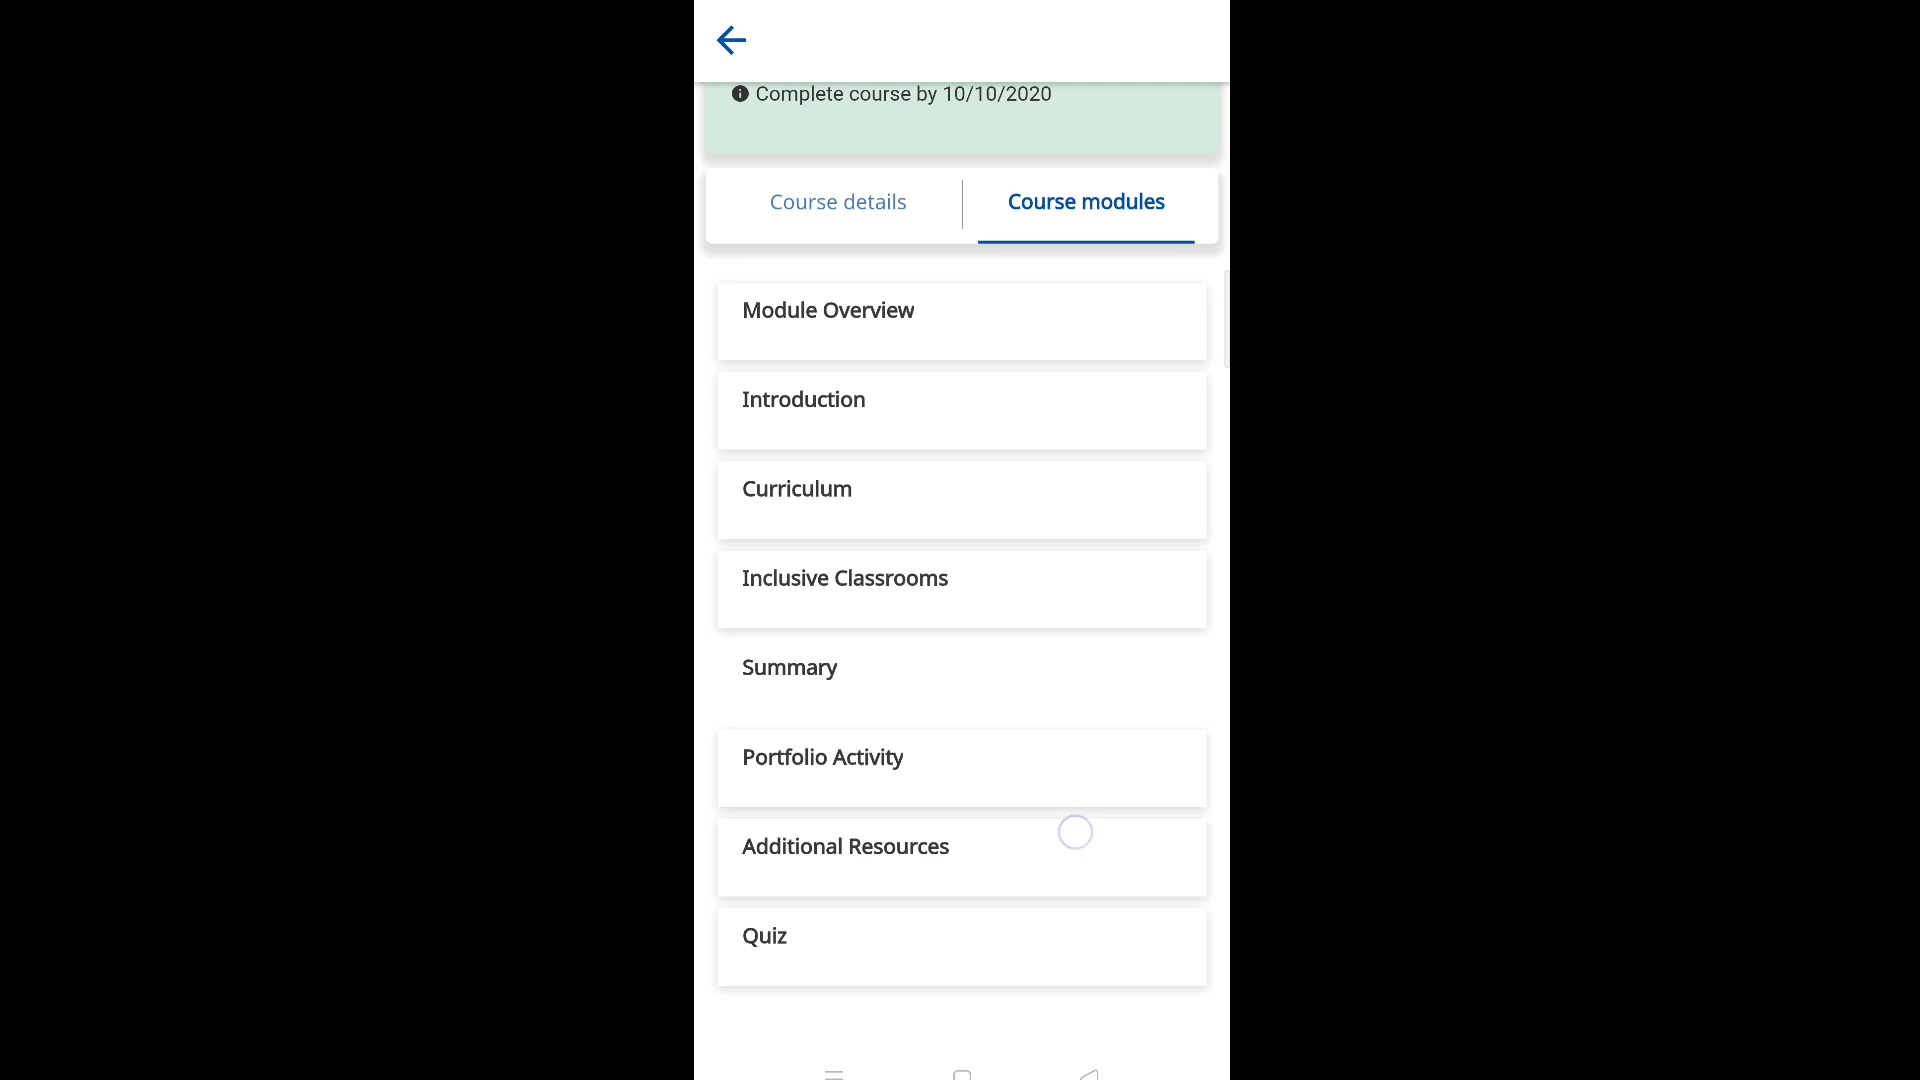 Complete course by 10/10/2020
Course details
Course modules
Module Overview
Introduction
Curriculum
Inclusive Classrooms
Summary
Portfolio Activity
Additional Resources
Quiz